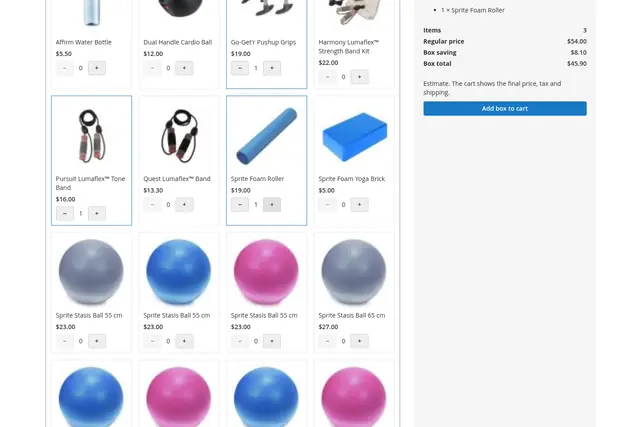 Affirm Water Bottle
$5.50
− 0 +
Dual Handle Cardio Ball
$12.00
− 0 +
Go-Get'r Pushup Grips
$19.00
− 1 +
Harmony Lumaflex™
Strength Band Kit
$22.00
− 0 +
Pursuit Lumaflex™ Tone
Band
$16.00
− 1 +
Quest Lumaflex™ Band
$13.30
− 0 +
Sprite Foam Roller
$19.00
− 1 +
Sprite Foam Yoga Brick
$5.00
− 0 +
Sprite Stasis Ball 55 cm
$23.00
− 0 +
Sprite Stasis Ball 55 cm
$23.00
− 0 +
Sprite Stasis Ball 55 cm
$23.00
− 0 +
Sprite Stasis Ball 65 cm
$27.00
− 0 +
• 1 × Sprite Foam Roller
Items 3
Regular price $54.00
Box saving $8.10
Box total $45.90
Estimate. The cart shows the final price, tax and
shipping.
Add box to cart